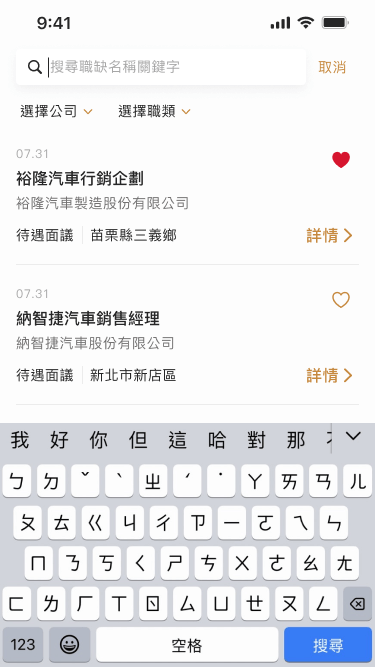 9:41
搜尋職缺名稱關鍵字
取消
選擇公司 選擇職類
07.31
裕隆汽車行銷企劃
裕隆汽車製造股份有限公司
待遇面議 苗栗縣三義鄉 詳情
07.31
納智捷汽車銷售經理
納智捷汽車股份有限公司
待遇面議 新北市新店區 詳情
我 好 你 但 這 哈 對 那
ㄅ ㄉ ˇ ˋ ㄓ ˊ ˙ ㄚ ㄞ ㄢ ㄦ
ㄆ ㄊ ㄍ ㄐ ㄔ ㄗ ㄧ ㄛ ㄟ ㄣ
ㄇ ㄋ ㄎ ㄑ ㄕ ㄘ ㄨ ㄜ ㄠ ㄤ
ㄈ ㄌ ㄏ ㄒ ㄖ ㄙ ㄩ ㄝ ㄡ ㄥ
123 空格 搜尋